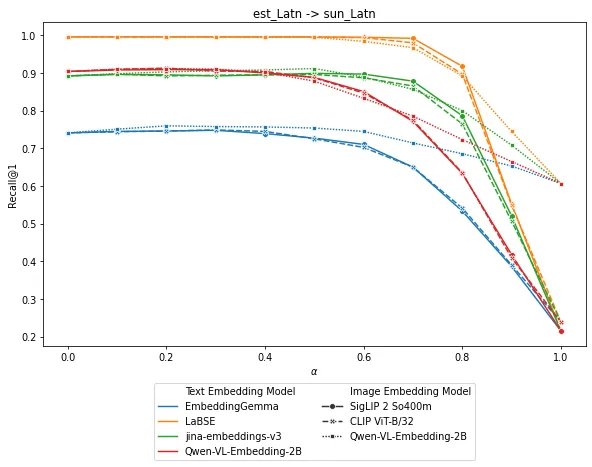 est_Latn -> sun_Latn
1.0
0.9
0.8
0.7
0.6
0.5
0.4
0.3
0.2
Recall@1
0.0 0.2 0.4 0.6 0.8 1.0
α
Text Embedding Model Image Embedding Model
EmbeddingGemma SigLIP 2 So400m
LaBSE CLIP ViT-B/32
jina-embeddings-v3 Qwen-VL-Embedding-2B
Qwen-VL-Embedding-2B